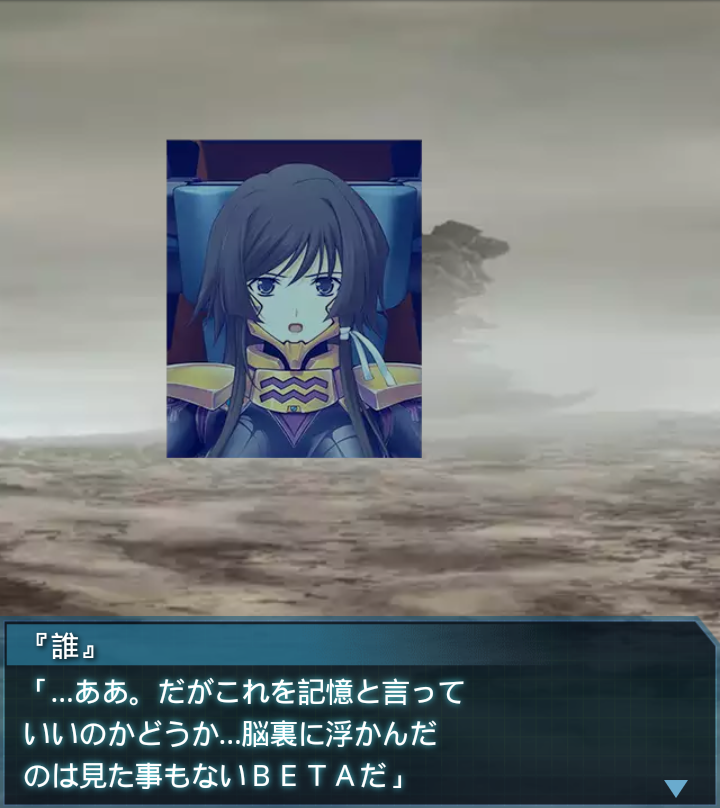 『誰』
「…ああ。だがこれを記憶と言って
いいのかどうか…脳裏に浮かんだ
のは見た事もないＢＥＴＡだ」